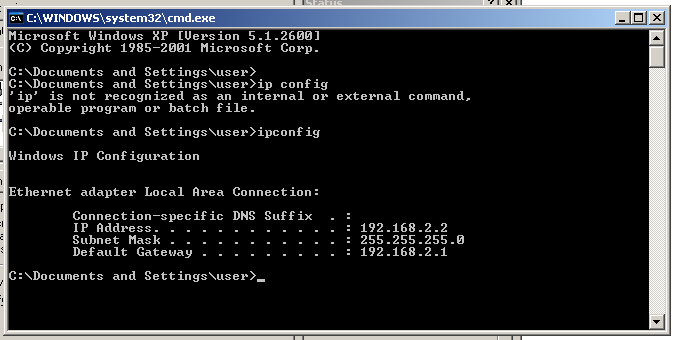 Status
C:\WINDOWS\system32\cmd.exe
Microsoft Windows XP [Version 5.1.2600]
(C) Copyright 1985-2001 Microsoft Corp.
C:\Documents and Settings\user>
C:\Documents and Settings\user>ip config
'ip' is not recognized as an internal or external command,
operable program or batch file.
C:\Documents and Settings\user>ipconfig
Windows IP Configuration
Ethernet adapter Local Area Connection:
Connection-specific DNS Suffix  . :
IP Address. . . . . . . . . . . . : 192.168.2.2
Subnet Mask . . . . . . . . . . . : 255.255.255.0
Default Gateway . . . . . . . . . : 192.168.2.1
C:\Documents and Settings\user>_